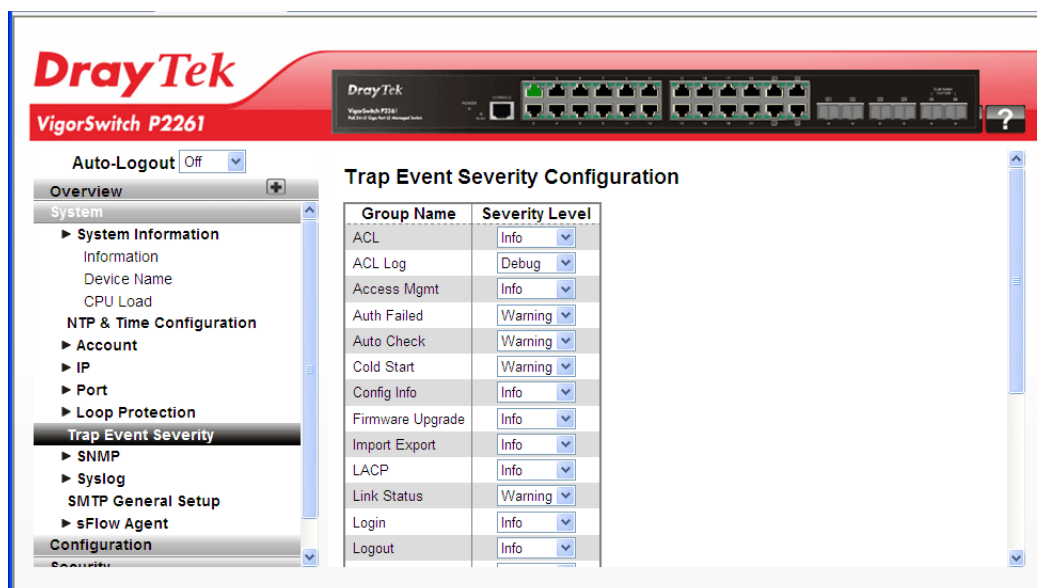 DrayTek
VigorSwitch P2261
DrayTek
VigorSwitch P2261
?
Auto-Logout Off
Overview
System
System Information
Information
Device Name
CPU Load
NTP & Time Configuration
Account
IP
Port
Loop Protection
Trap Event Severity
SNMP
Syslog
SMTP General Setup
sFlow Agent
Configuration
Security
Trap Event Severity Configuration
Group Name Severity Level
ACL Info
ACL Log Debug
Access Mgmt Info
Auth Failed Warning
Auto Check Warning
Cold Start Warning
Config Info Info
Firmware Upgrade Info
Import Export Info
LACP Info
Link Status Warning
Login Info
Logout Info